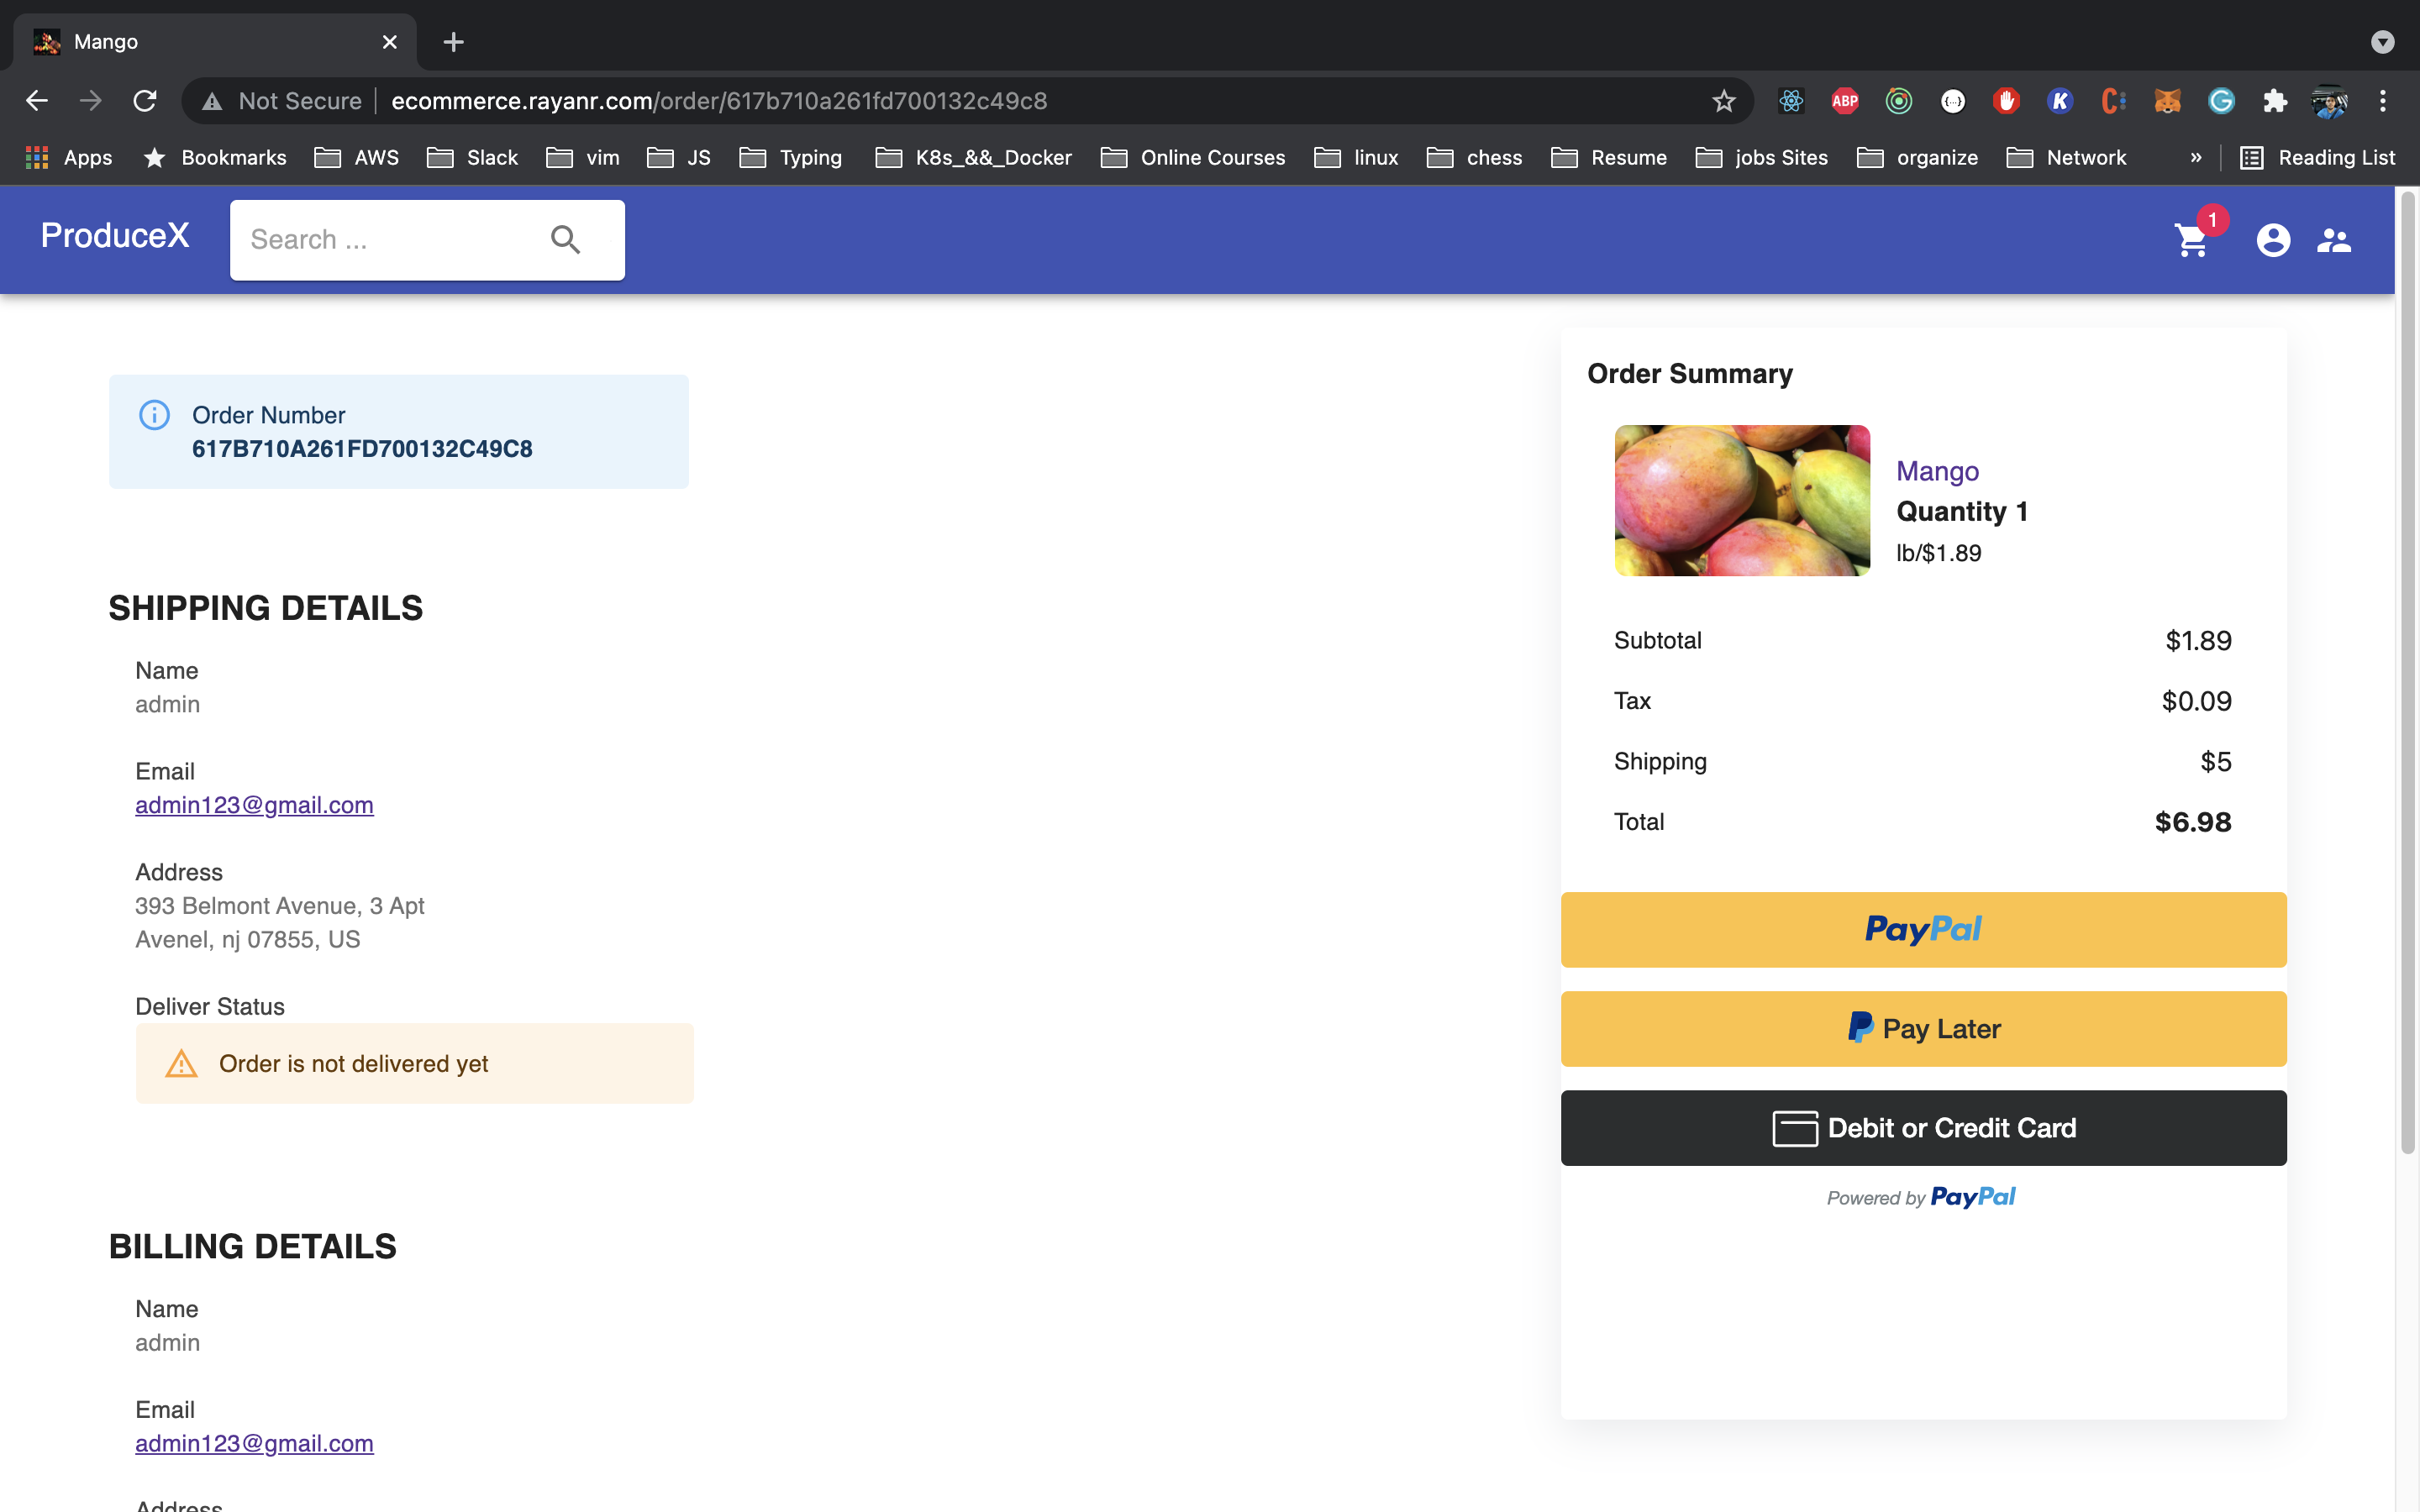 Mango
Not Secure
ecommerce.rayanr.com/order/617b710a261fd700132c49c8
ABP
Apps
Bookmarks
AWS
Slack
vim
JS
Typing
K8s_&&_Docker
Online Courses
linux
chess
Resume
jobs Sites
organize
Network
»
Reading List
ProduceX
Search ...
1
Order Number
617B710A261FD700132C49C8
SHIPPING DETAILS
Name
admin
Email
admin123@gmail.com
Address
393 Belmont Avenue, 3 Apt
Avenel, nj 07855, US
Deliver Status
Order is not delivered yet
BILLING DETAILS
Name
admin
Email
admin123@gmail.com
Address
Order Summary
Mango
Quantity 1
lb/$1.89
Subtotal $1.89
Tax $0.09
Shipping $5
Total $6.98
PayPal
Pay Later
Debit or Credit Card
Powered by PayPal